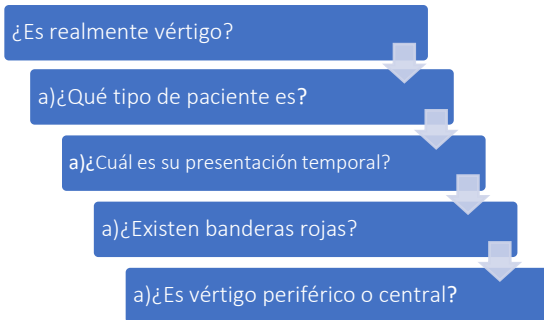 ¿Es realmente vértigo?
a)¿Qué tipo de paciente es?
a)¿Cuál es su presentación temporal?
a)¿Existen banderas rojas?
a)¿Es vértigo periférico o central?